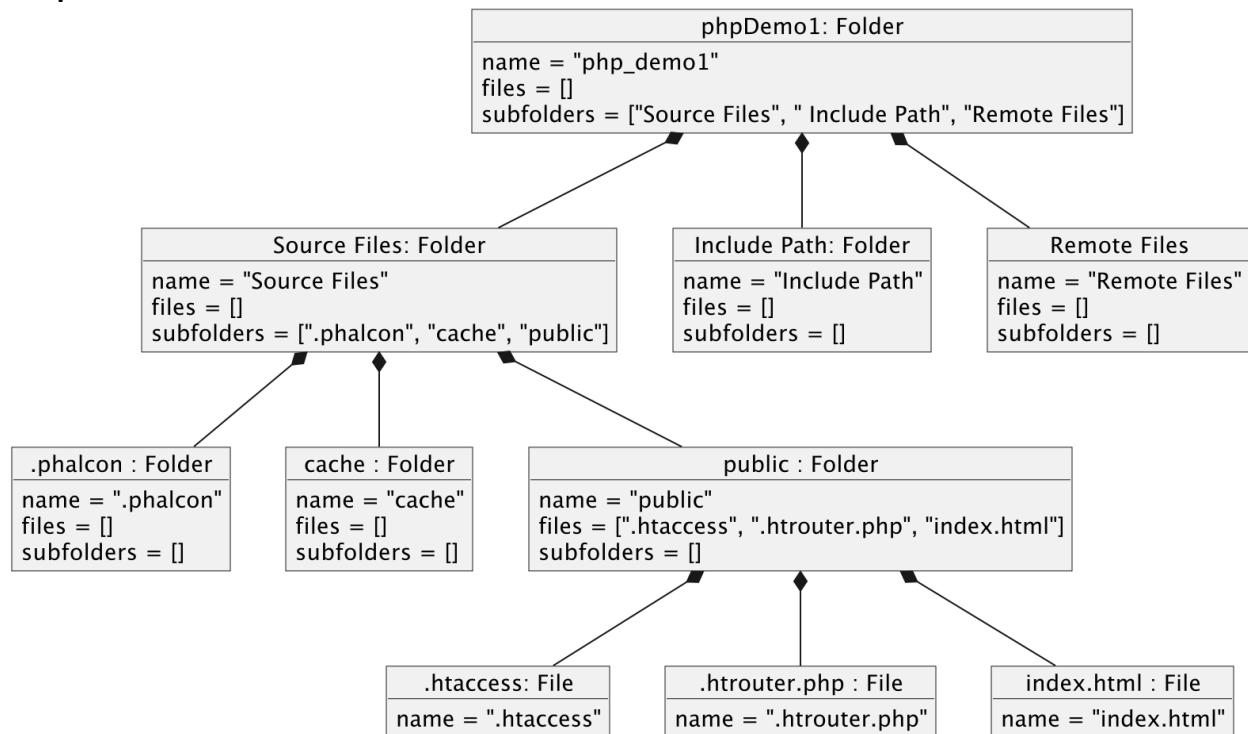 phpDemo1: Folder
name = "php_demo1"
files = []
subfolders = ["Source Files", " Include Path", "Remote Files"]
Source Files: Folder
name = "Source Files"
files = []
subfolders = [".phalcon", "cache", "public"]
Include Path: Folder
name = "Include Path"
files = []
subfolders = []
Remote Files
name = "Remote Files"
files = []
subfolders = []
.phalcon : Folder
name = ".phalcon"
files = []
subfolders = []
cache : Folder
name = "cache"
files = []
subfolders = []
public : Folder
name = "public"
files = [".htaccess", ".htrouter.php", "index.html"]
subfolders = []
.htaccess: File
name = ".htaccess"
.htrouter.php : File
name = ".htrouter.php"
index.html : File
name = "index.html"